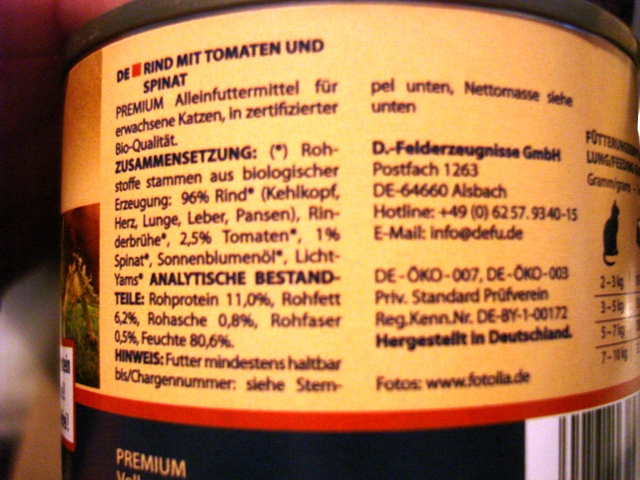 DE RIND MIT TOMATEN UND
SPINAT
PREMIUM Alleinfuttermittel für
erwachsene Katzen, in zertifizierter
Bio-Qualität.
ZUSAMMENSETZUNG: (*) Roh-
stoffe stammen aus biologischer
Erzeugung: 96% Rind* (Kehlkopf,
Herz, Lunge, Leber, Pansen), Rin-
derbrühe*, 2,5% Tomaten*, 1%
Spinat*, Sonnenblumenöl*, Licht-
Yams* ANALYTISCHE BESTAND-
TEILE: Rohprotein 11,0%, Rohfett
6,2%, Rohasche 0,8%, Rohfaser
0,5%, Feuchte 80,6%.
HINWEIS: Futter mindestens haltbar
bis/Chargennummer: siehe Stem-
pel unten, Nettomasse siehe
unten
D.-Felderzeugnisse GmbH
Postfach 1263
DE-64660 Alsbach
Hotline: +49 (0) 62 57. 93 40-15
E-Mail: info@defu.de
DE-ÖKO-007, DE-ÖKO-003
Priv. Standard Prüfverein
Reg.Kenn.Nr. DE-BY-1-00172
Hergestellt in Deutschland.
Fotos: www.fotolia.de
2-3 kg
3-5 k
5-7 k
7-10 k
PREMIUM